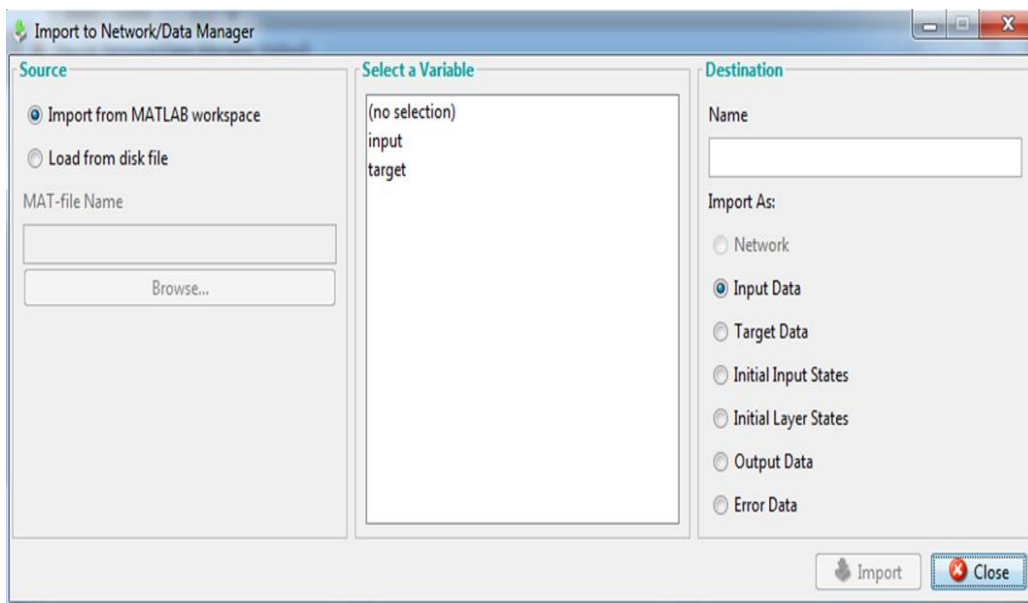 Import to Network/Data Manager
Source
Import from MATLAB workspace
Load from disk file
MAT-file Name
Browse...
Select a Variable
(no selection)
input
target
Destination
Name
Import As:
Network
Input Data
Target Data
Initial Input States
Initial Layer States
Output Data
Error Data
Import
Close